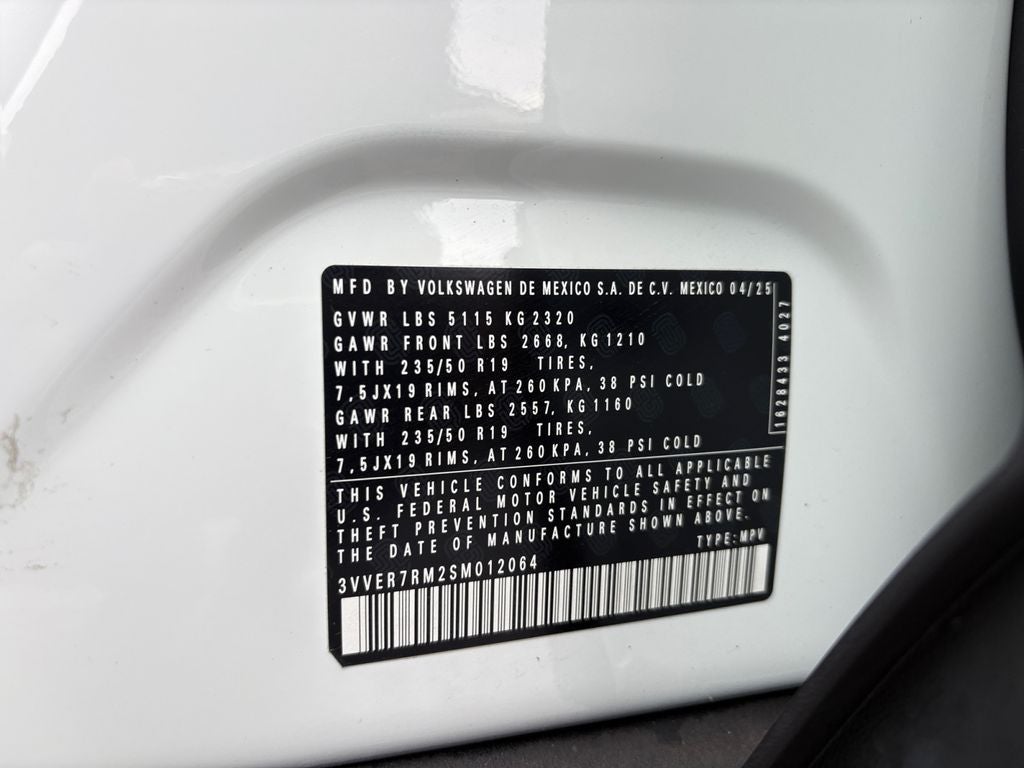 MFD BY VOLKSWAGEN DE MEXICO S.A. DE C.V. MEXICO 04/25
GVWR LBS 5115 KG 2320
GAWR FRONT LBS 2668, KG 1210
WITH 235/50 R19 TIRES,
7,5JX19 RIMS, AT 260 KPA, 38 PSI COLD
GAWR REAR LBS 2557, KG 1160
WITH 235/50 R19 TIRES,
7,5JX19 RIMS, AT 260 KPA, 38 PSI COLD
1628433 4027
THIS VEHICLE CONFORMS TO ALL APPLICABLE
U.S. FEDERAL MOTOR VEHICLE SAFETY AND
THEFT PREVENTION STANDARDS IN EFFECT ON
THE DATE OF MANUFACTURE SHOWN ABOVE.
TYPE: MPV
3VVER7RM2SM012064